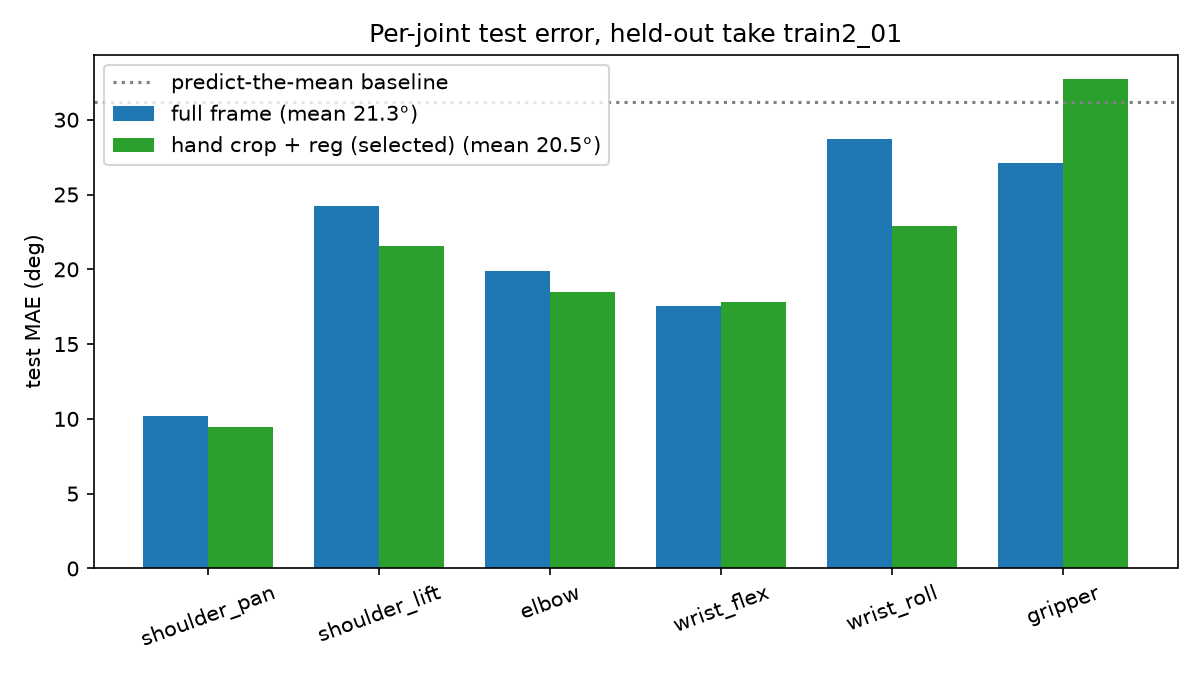 Per-joint test error, held-out take train2_01
predict-the-mean baseline
full frame (mean 21.3°)
hand crop + reg (selected) (mean 20.5°)
test MAE (deg)
30
25
20
15
10
5
0
shoulder_pan
shoulder_lift
elbow
wrist_flex
wrist_roll
gripper